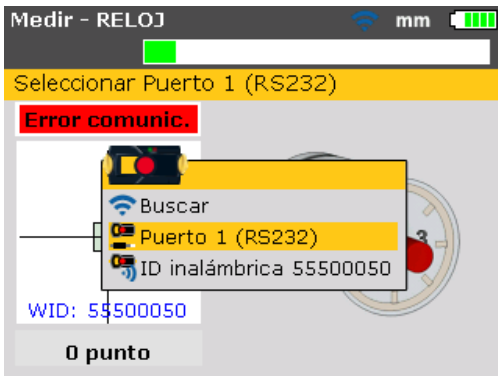 Medir - RELOJ mm
Seleccionar Puerto 1 (RS232)
Error comunic.
Buscar
Puerto 1 (RS232)
3
ID inalámbrica 55500050
WID: 55500050
0 punto